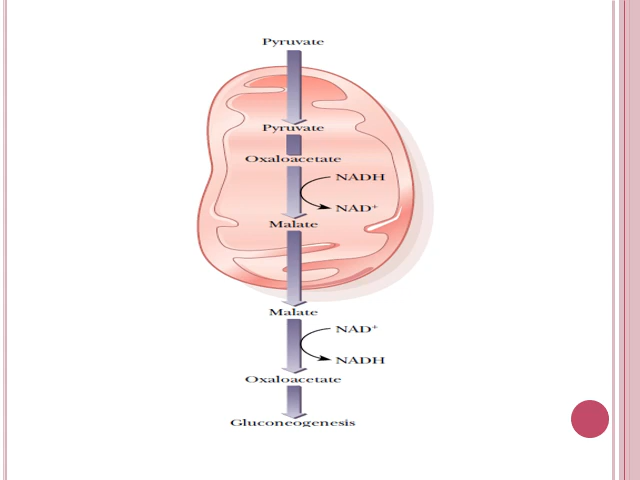 Pyruvate
Pyruvate
Oxaloacetate
NADH
NAD⁺
Malate
Malate
NAD⁺
NADH
Oxaloacetate
Gluconeogenesis